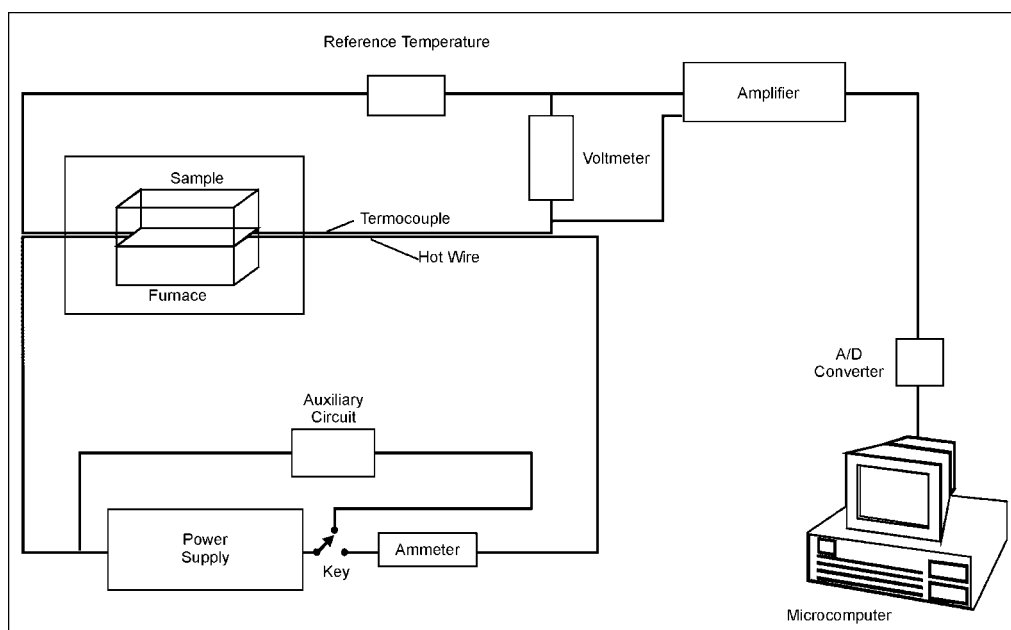 Reference Temperature
Amplifier
Voltmeter
Sample
Termocouple
Hot Wire
Furnace
A/D
Converter
Auxiliary
Circuit
Power
Supply
Ammeter
Key
Microcomputer